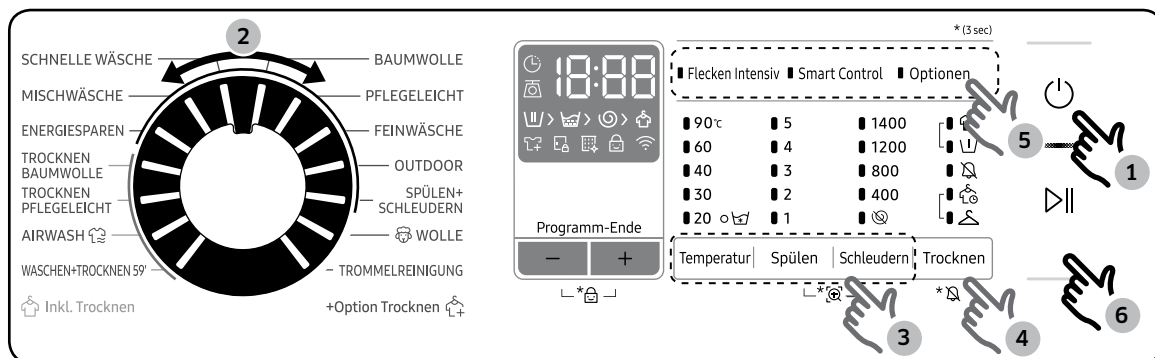 * (3 sec)
2
SCHNELLE WÄSCHE
BAUMWOLLE
MISCHWÄSCHE
PFLEGELEICHT
ENERGIESPAREN
FEINWÄSCHE
TROCKNEN
BAUMWOLLE
OUTDOOR
TROCKNEN
PFLEGELEICHT
SPÜLEN+
SCHLEUDERN
AIRWASH
WOLLE
WASCHEN+TROCKNEN 59'
TROMMELREINIGUNG
Inkl. Trocknen
+Option Trocknen
18:88
Programm-Ende
− +
*
Flecken Intensiv Smart Control Optionen
5
90℃ 5 1400
60 4 1200
40 3 800
30 2 400
20 1
Temperatur Spülen Schleudern Trocknen
* *
3
4
1
6